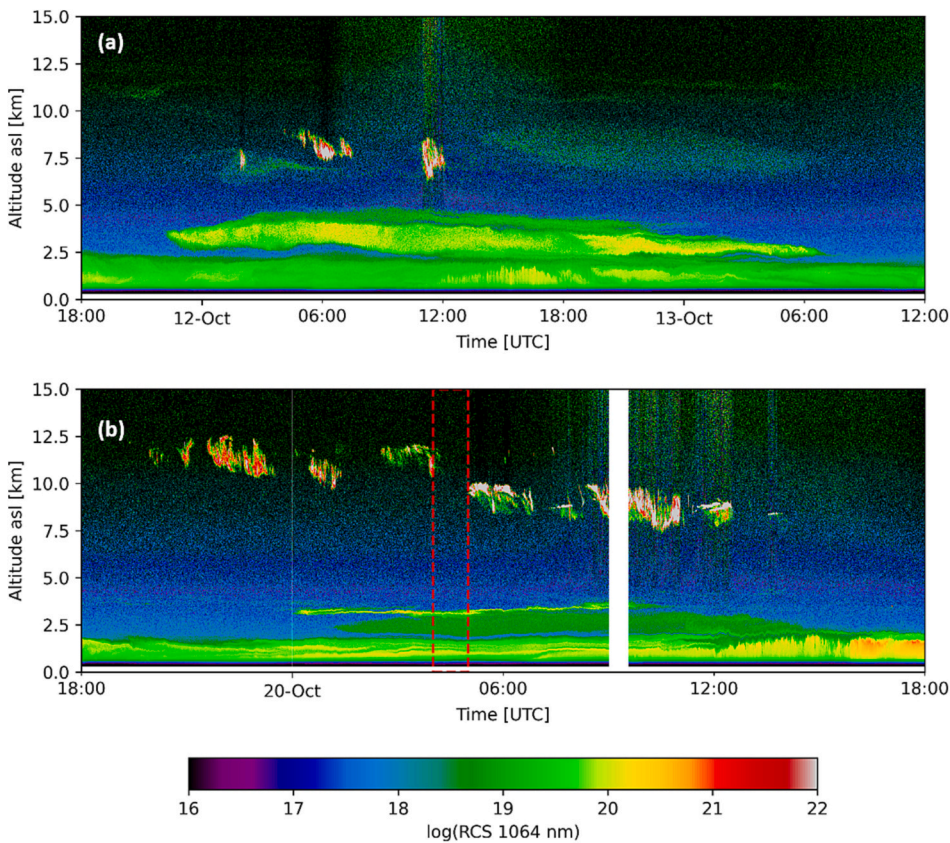 15.0
(a)
12.5
10.0
7.5
5.0
2.5
0.0
Altitude asl [km]
18:00 12-Oct 06:00 12:00 18:00 13-Oct 06:00 12:00
Time [UTC]
15.0
(b)
12.5
10.0
7.5
5.0
2.5
0.0
Altitude asl [km]
18:00 20-Oct 06:00 12:00 18:00
Time [UTC]
16 17 18 19 20 21 22
log(RCS 1064 nm)